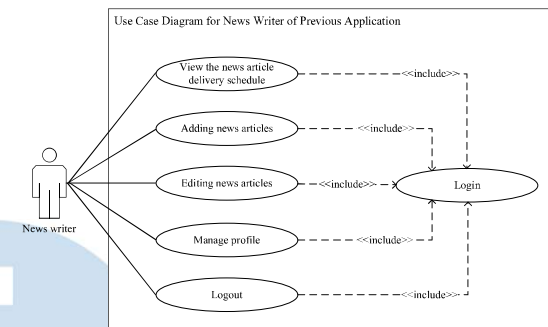 Use Case Diagram for News Writer of Previous Application
View the news article
delivery schedule
<<include>>
Adding news articles
<<include>>
Editing news articles
<<include>>
Login
News writer
Manage profile
<<include>>
Logout
<<include>>